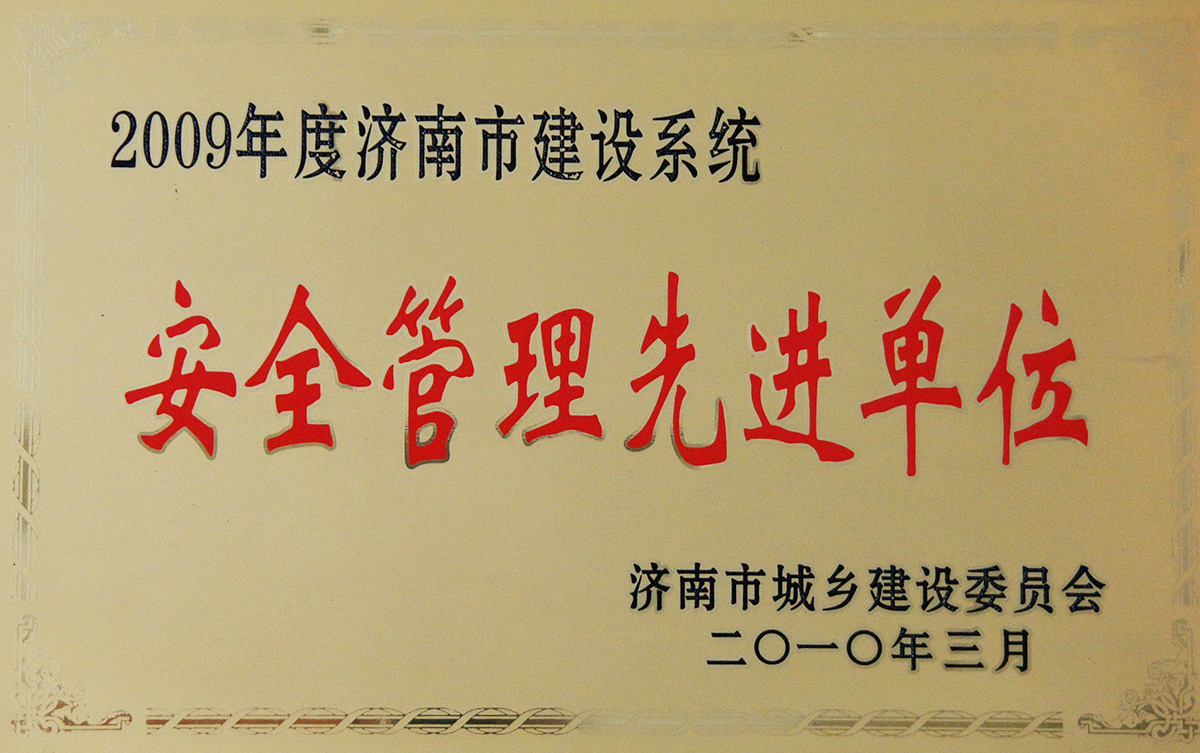 2009年度济南市建设系统
安全管理先进单位
济南市城乡建设委员会
二〇一〇年三月